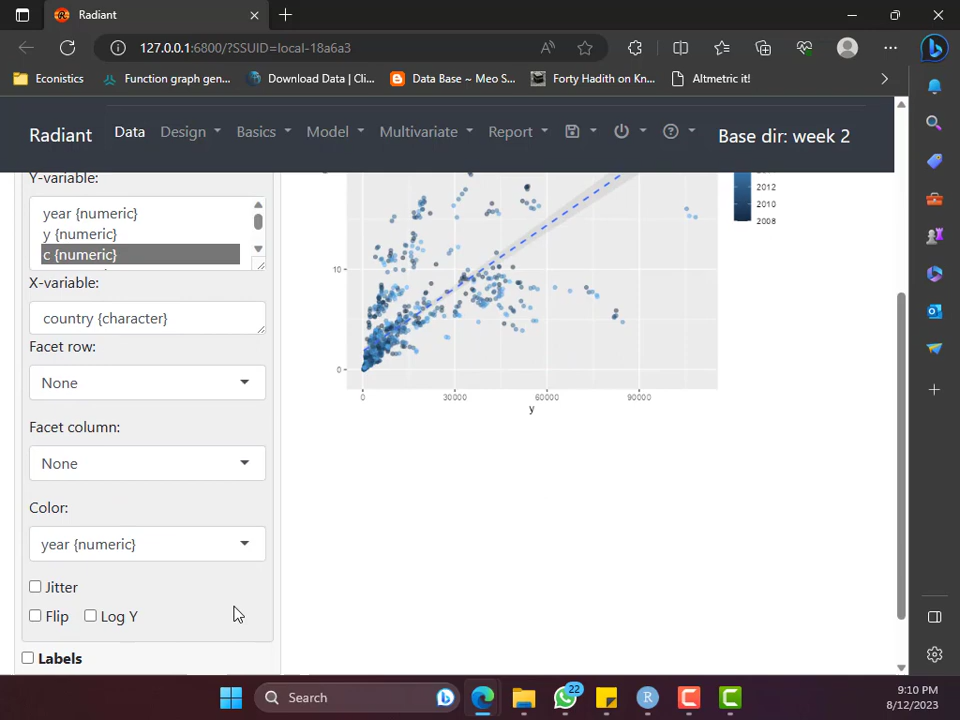 Radiant
127.0.0.1:6800/?SSUID=local-18a6a3
Econistics
Function graph gen...
Download Data | Cli...
Data Base ~ Meo S...
Forty Hadith on Kn...
Altmetric it!
Radiant
Data
Design
Basics
Model
Multivariate
Report
Base dir: week 2
Y-variable:
year {numeric}
y {numeric}
c {numeric}
X-variable:
country {character}
Facet row:
None
Facet column:
None
Color:
year {numeric}
Jitter
Flip
Log Y
Labels
10
0
0
30000
60000
90000
y
2012
2010
2008
Search
22
9:10 PM
8/12/2023